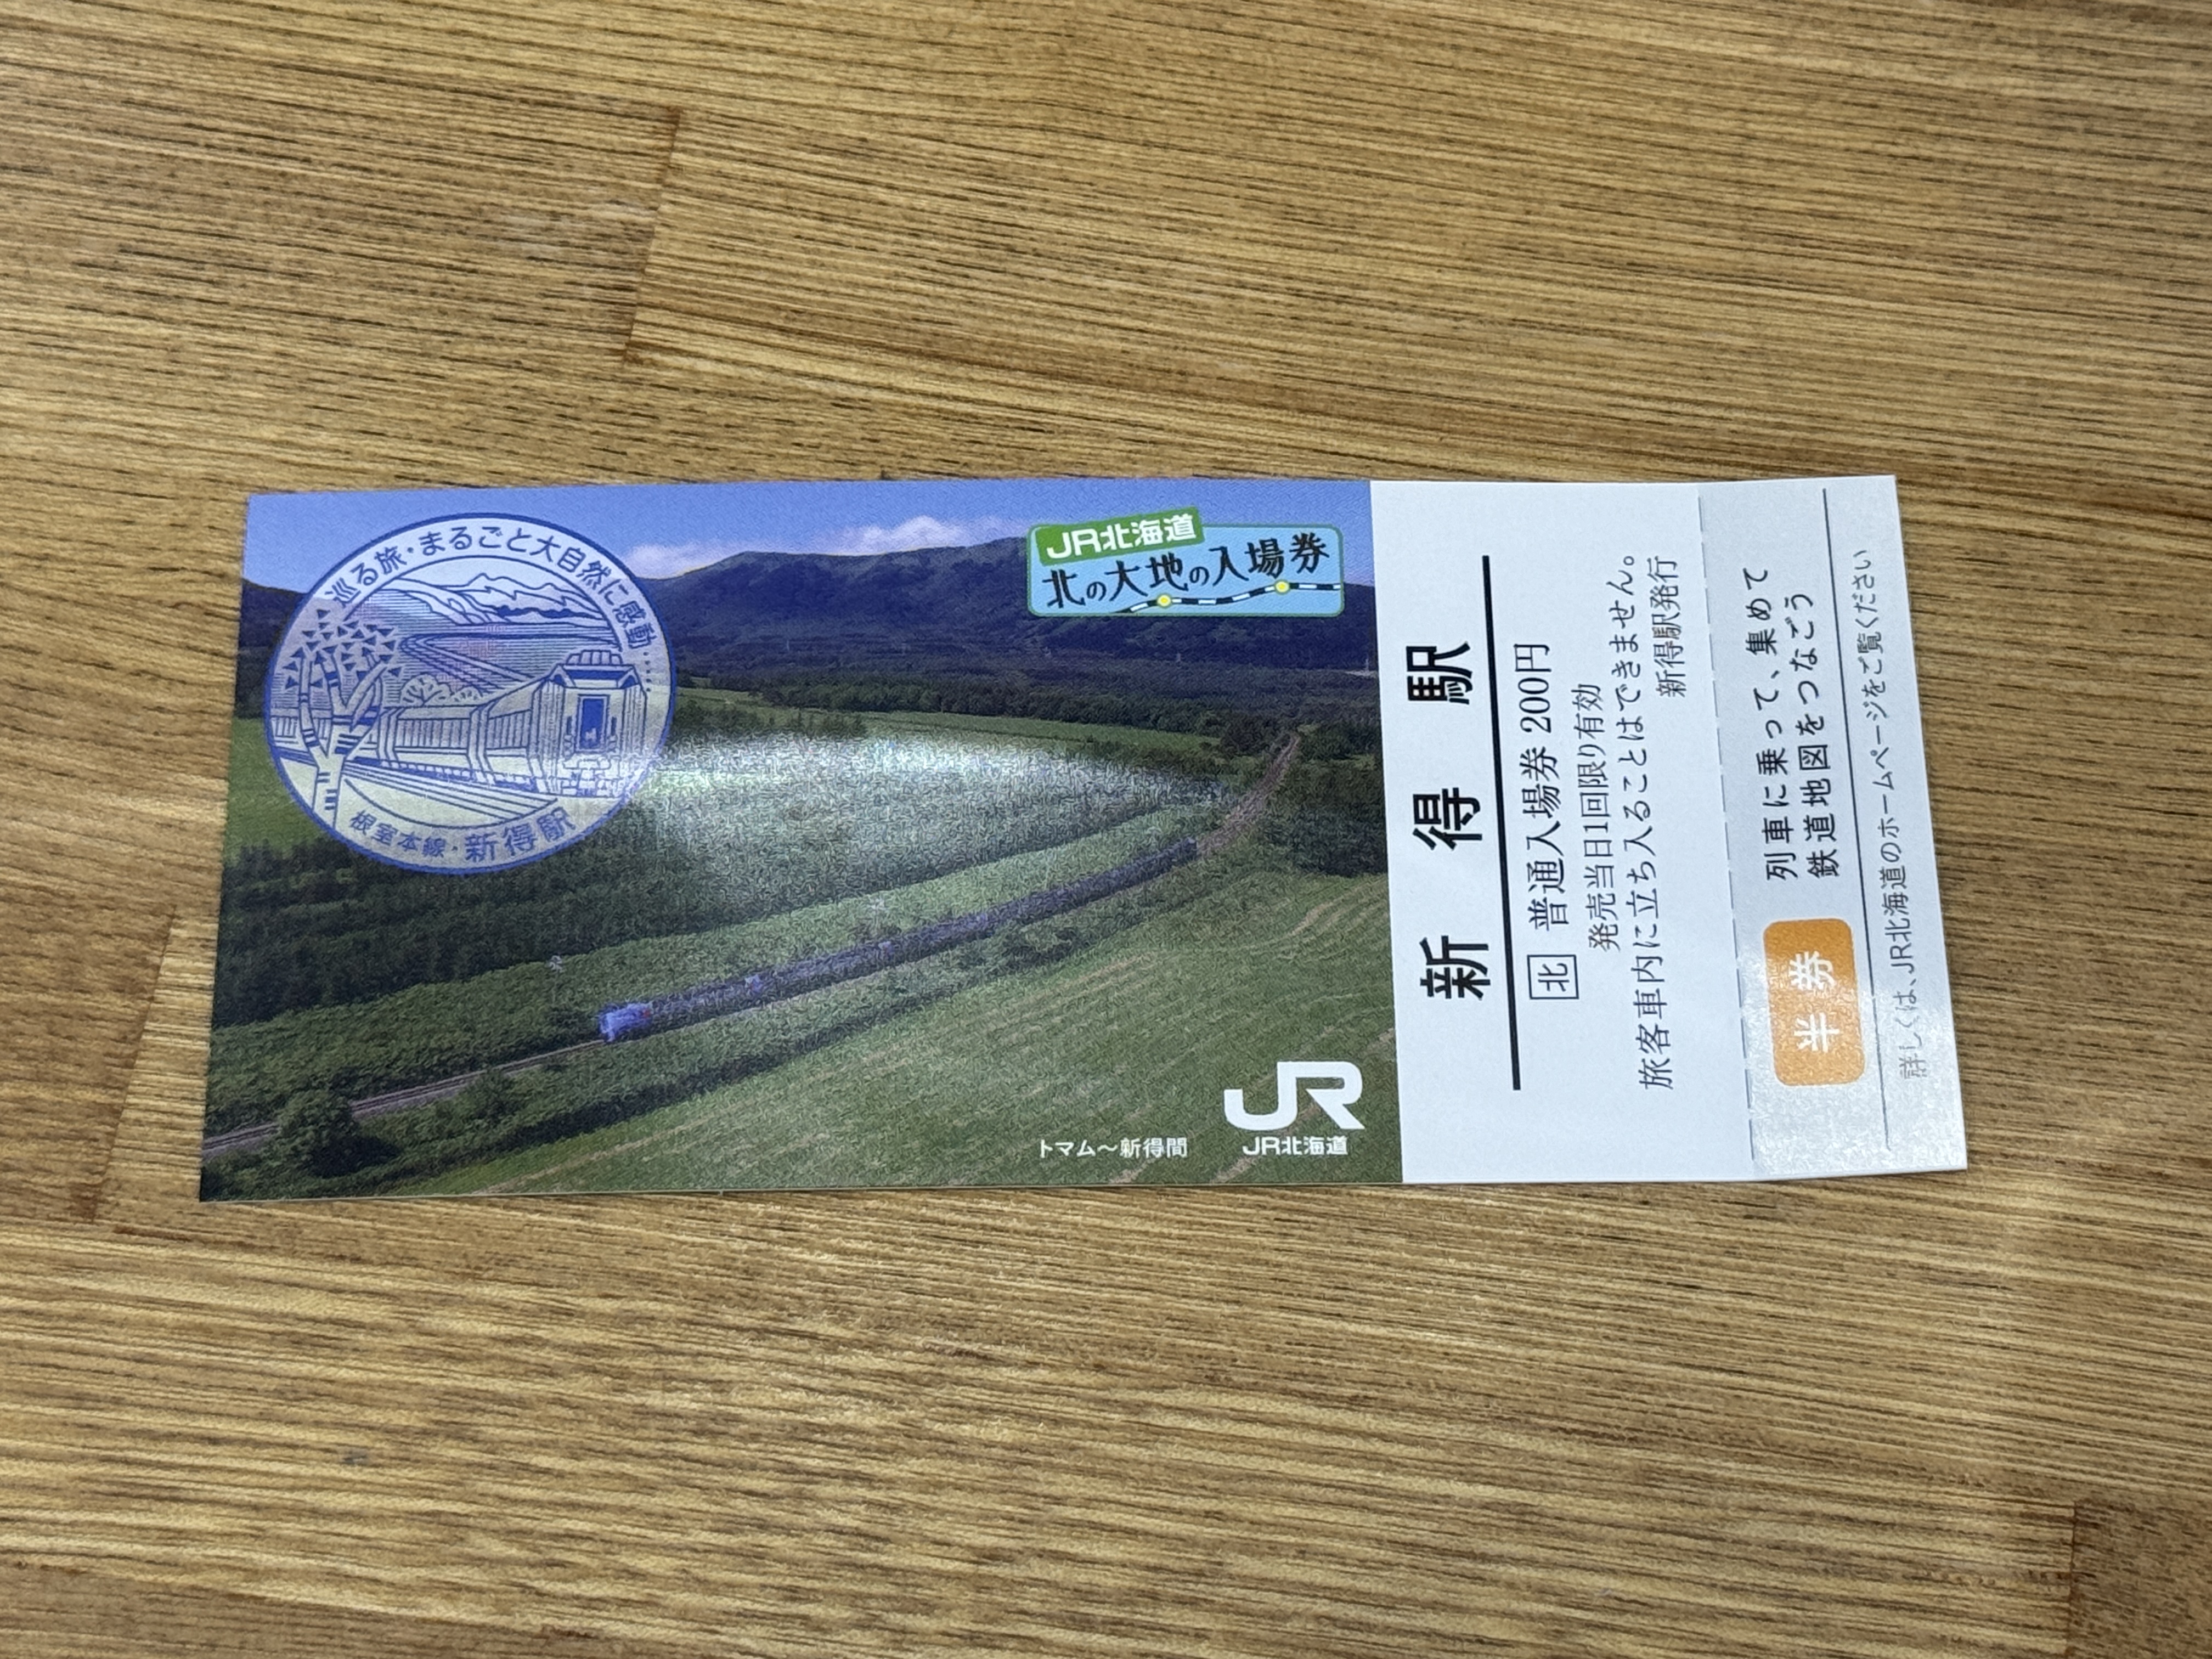 巡る旅・まるごと大自然に感動・・・・
根室本線・新得駅
JR北海道
北の大地の入場券
トマム〜新得間
JR
JR北海道
新得駅
北 普通入場券 200円
発売当日1回限り有効
旅客車内に立ち入ることはできません。
新得駅発行
半券
列車に乗って、集めて
鉄道地図をつなごう
詳しくは、JR北海道のホームページをご覧ください